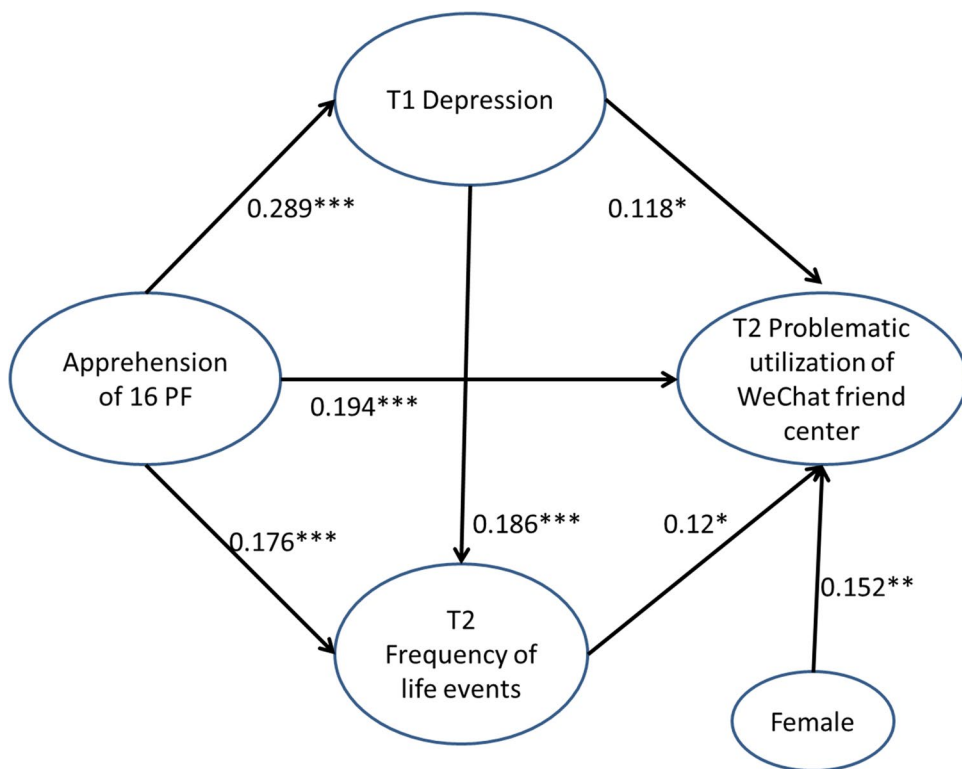 T1 Depression
0.289***
0.118*
Apprehension
of 16 PF
T2 Problematic
utilization of
WeChat friend
center
0.194***
0.176***
0.186***
0.12*
T2
Frequency of
life events
0.152**
Female